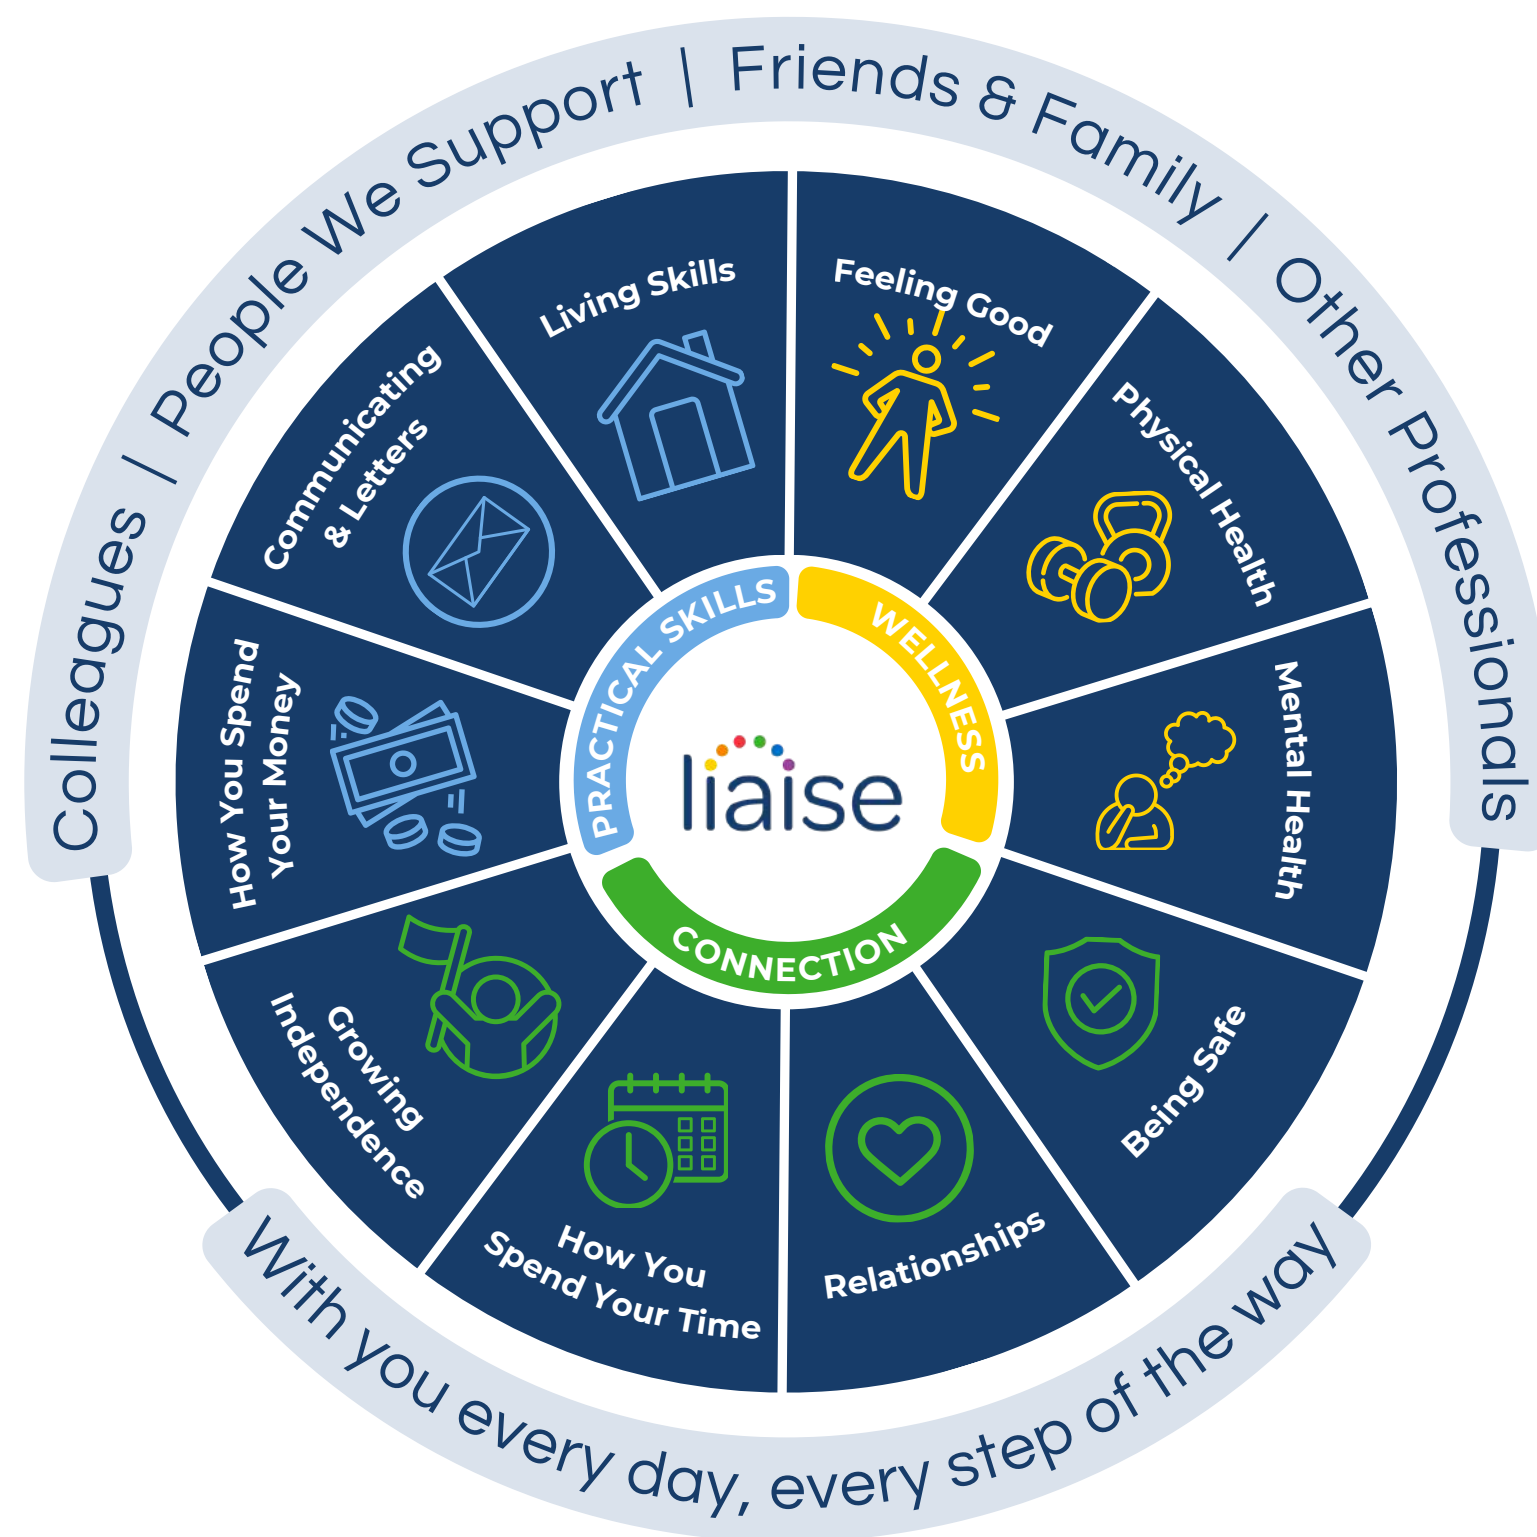 Colleagues | People We Support | Friends & Family | Other Professionals
Living Skills
Feeling Good
Physical Health
Mental Health
Being Safe
Relationships
How You
Spend Your Time
Growing
Independence
How You Spend
Your Money
Communicating
& Letters
PRACTICAL SKILLS
WELLNESS
CONNECTION
liaise
With you every day, every step of the way